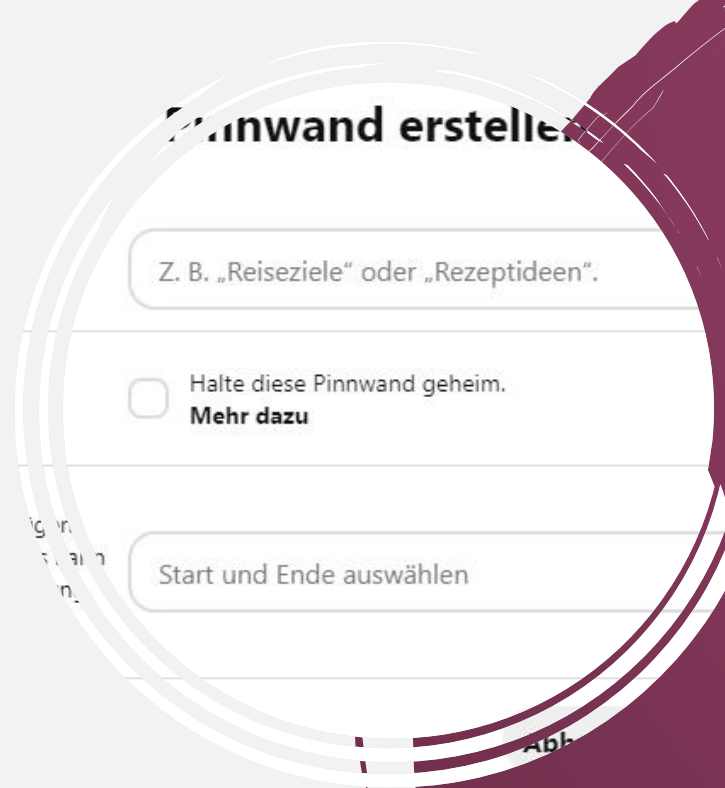 Pinnwand erstellen
Z. B. „Reiseziele“ oder „Rezeptideen“.
Halte diese Pinnwand geheim.
Mehr dazu
Start und Ende auswählen